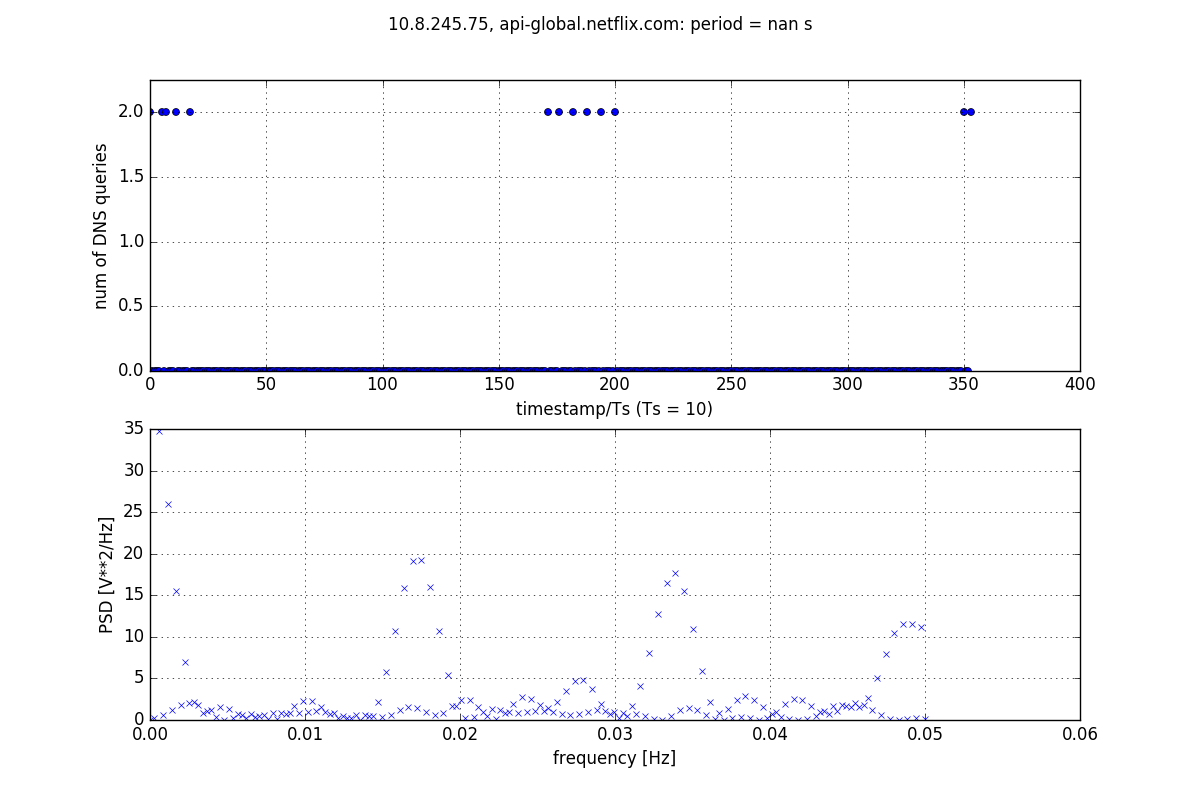 10.8.245.75, api-global.netflix.com: period = nan s
2.0
1.5
1.0
0.5
0.0
num of DNS queries
0 50 100 150 200 250 300 350 400
timestamp/Ts (Ts = 10)
35
30
25
20
15
10
5
0
PSD [V**2/Hz]
0.00 0.01 0.02 0.03 0.04 0.05 0.06
frequency [Hz]